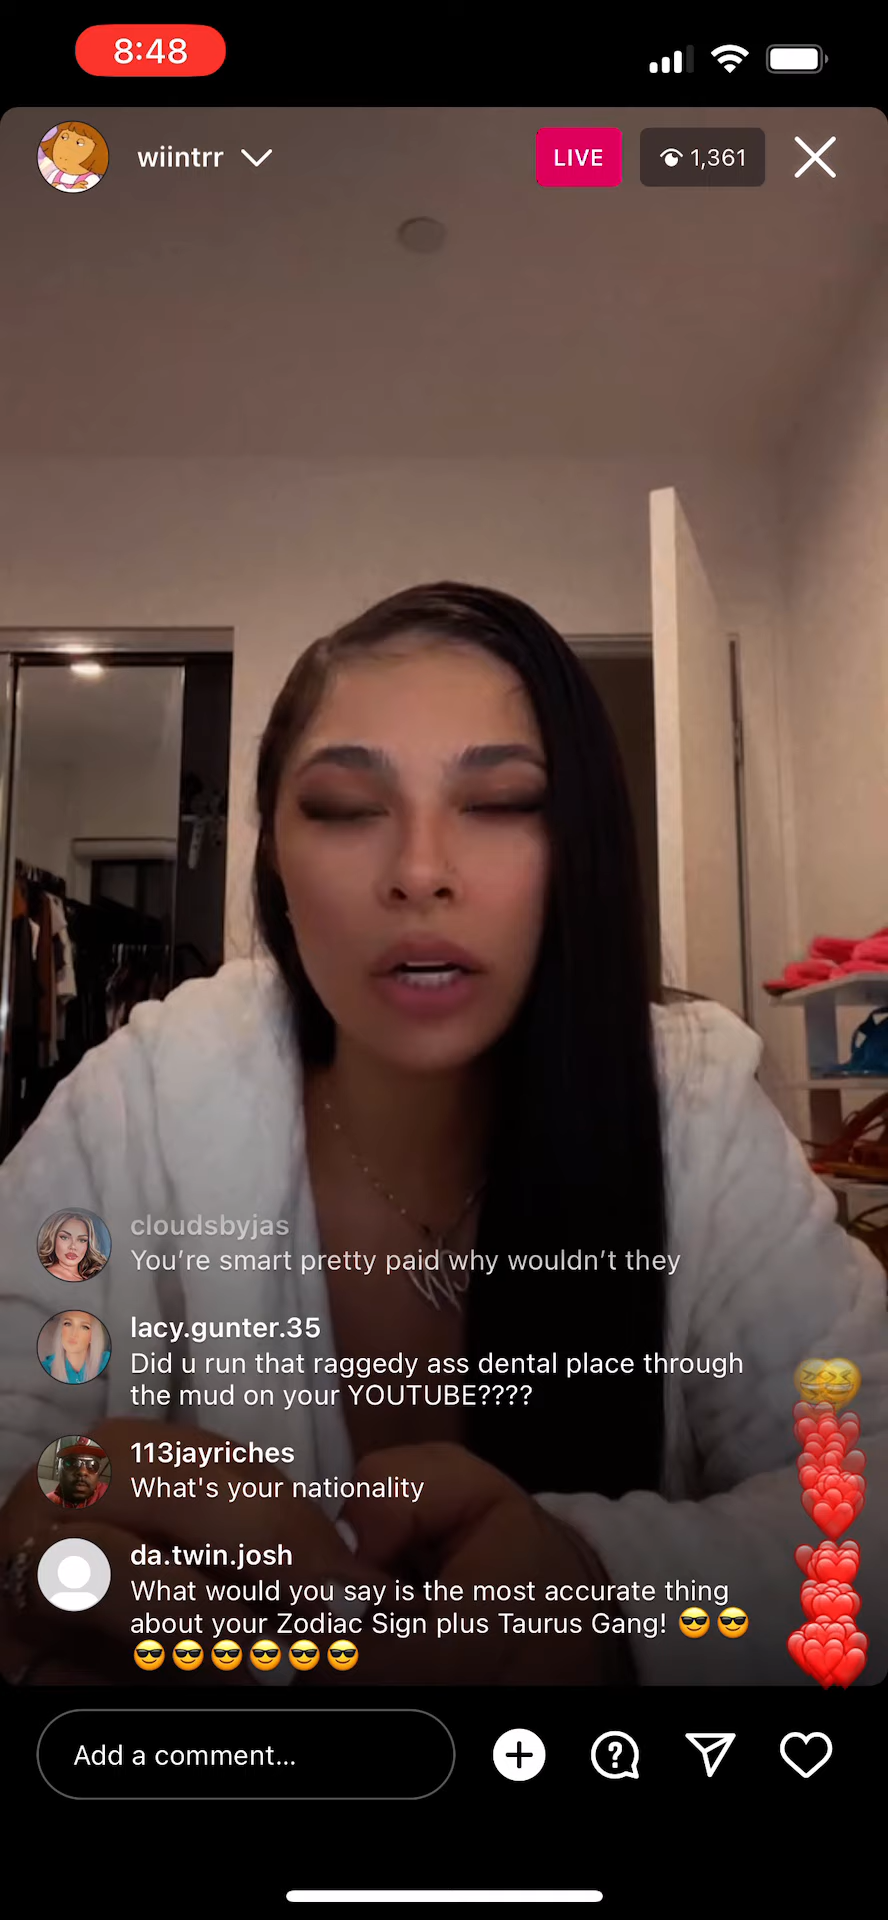 8:48
wiintrr
LIVE
1,361
cloudsbyjas
You’re smart pretty paid why wouldn’t they
lacy.gunter.35
Did u run that raggedy ass dental place through
the mud on your YOUTUBE????
113jayriches
What's your nationality
da.twin.josh
What would you say is the most accurate thing
about your Zodiac Sign plus Taurus Gang! 😎😎
😎😎😎😎😎😎
Add a comment...